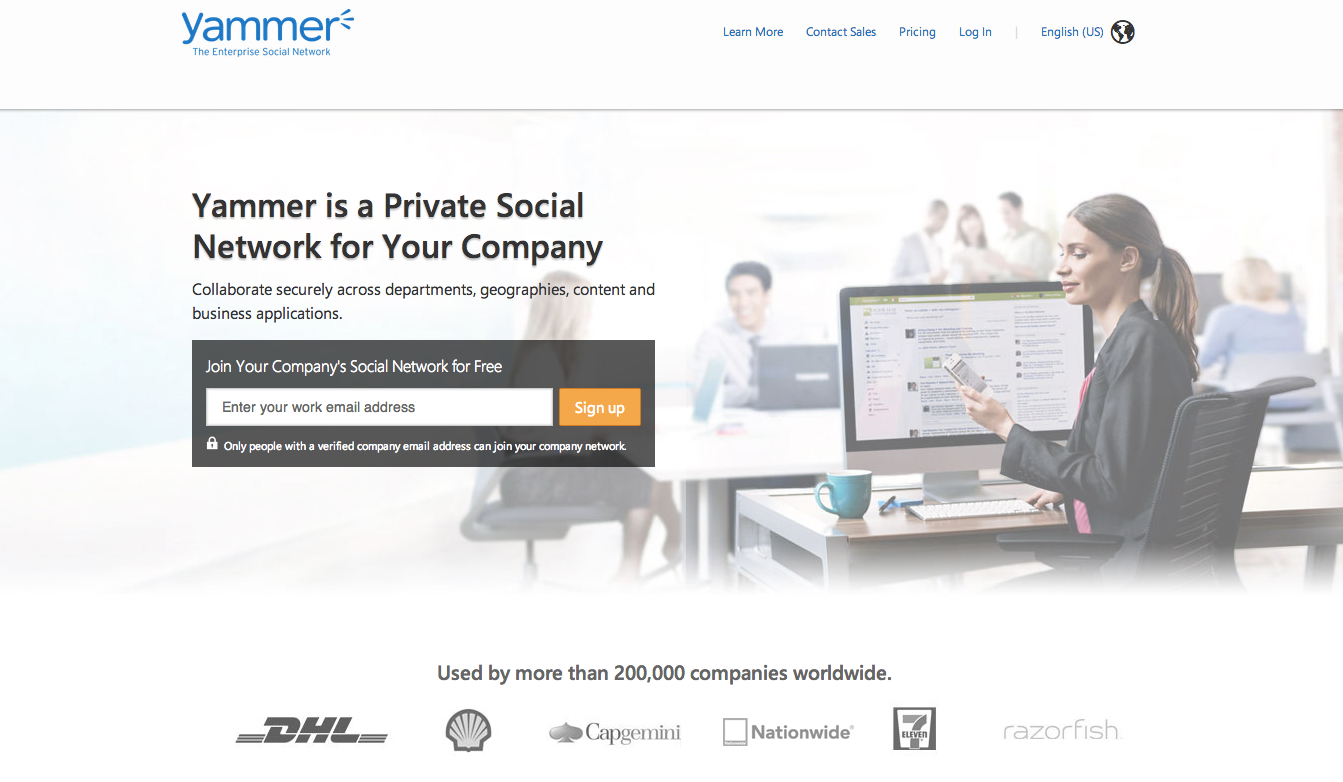 yammer
The Enterprise Social Network
Learn More
Contact Sales
Pricing
Log In
|
English (US)
Yammer is a Private Social
Network for Your Company
Collaborate securely across departments, geographies, content and
business applications.
Join Your Company's Social Network for Free
Enter your work email address
Sign up
Only people with a verified company email address can join your company network.
Used by more than 200,000 companies worldwide.
DHL
Capgemini
Nationwide®
7
ELEVEN
razorfish.